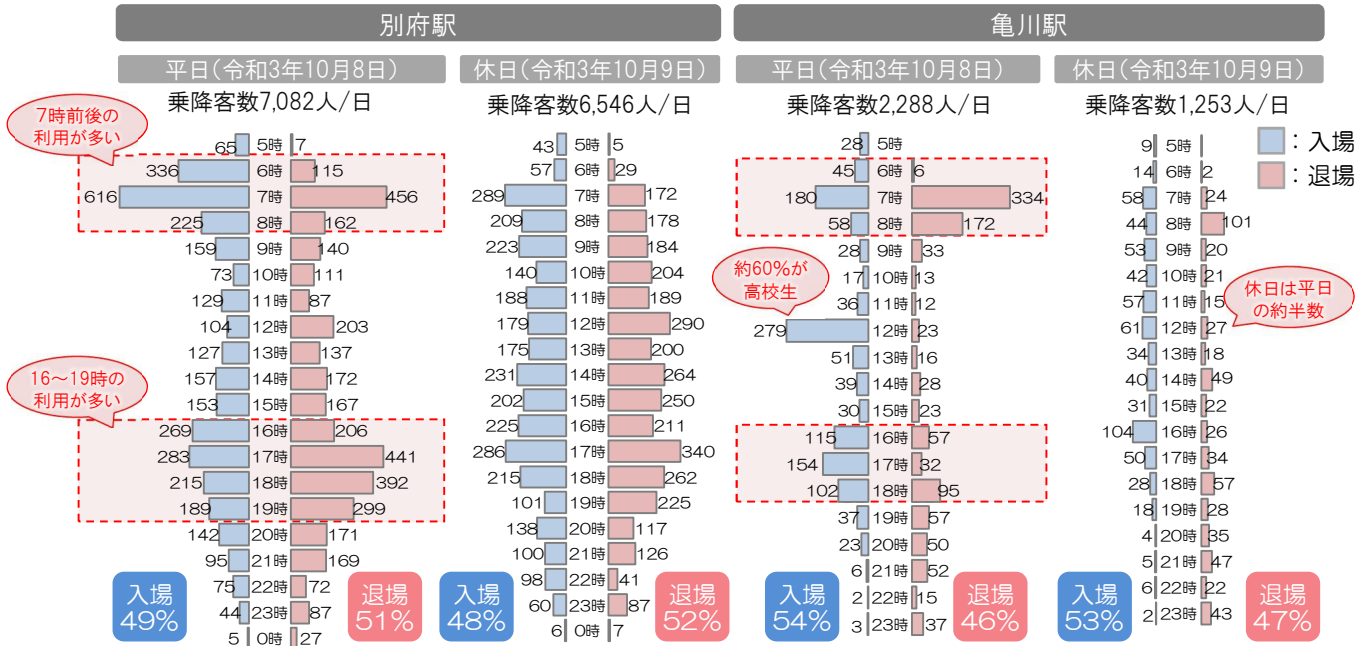 別府駅
亀川駅
平日(令和3年10月8日)
休日(令和3年10月9日)
平日(令和3年10月8日)
休日(令和3年10月9日)
乗降客数7,082人/日
乗降客数6,546人/日
乗降客数2,288人/日
乗降客数1,253人/日
7時前後の
利用が多い
16～19時の
利用が多い
65 5時 7
336 6時 115
616 7時 456
225 8時 162
159 9時 140
73 10時 111
129 11時 87
104 12時 203
127 13時 137
157 14時 172
153 15時 167
269 16時 206
283 17時 441
215 18時 392
189 19時 299
142 20時 171
95 21時 169
75 22時 72
44 23時 87
5 0時 27
入場
49%
退場
51%
43 5時 5
57 6時 29
289 7時 172
209 8時 178
223 9時 184
140 10時 204
188 11時 189
179 12時 290
175 13時 200
231 14時 264
202 15時 250
225 16時 211
286 17時 340
215 18時 262
101 19時 225
138 20時 117
100 21時 126
98 22時 41
60 23時 87
6 0時 7
入場
48%
退場
52%
約60%が
高校生
28 5時
45 6時 6
180 7時 334
58 8時 172
28 9時 33
17 10時 13
36 11時 12
279 12時 23
51 13時 16
39 14時 28
30 15時 23
115 16時 57
154 17時 32
102 18時 95
37 19時 57
23 20時 50
6 21時 52
2 22時 15
3 23時 37
入場
54%
退場
46%
9 5時
14 6時 2
58 7時 24
44 8時 101
53 9時 20
42 10時 21
57 11時 15
61 12時 27
34 13時 18
40 14時 49
31 15時 22
104 16時 26
50 17時 34
28 18時 57
18 19時 28
4 20時 35
5 21時 47
6 22時 22
2 23時 43
休日は平日
の約半数
入場
53%
退場
47%
：入場
：退場